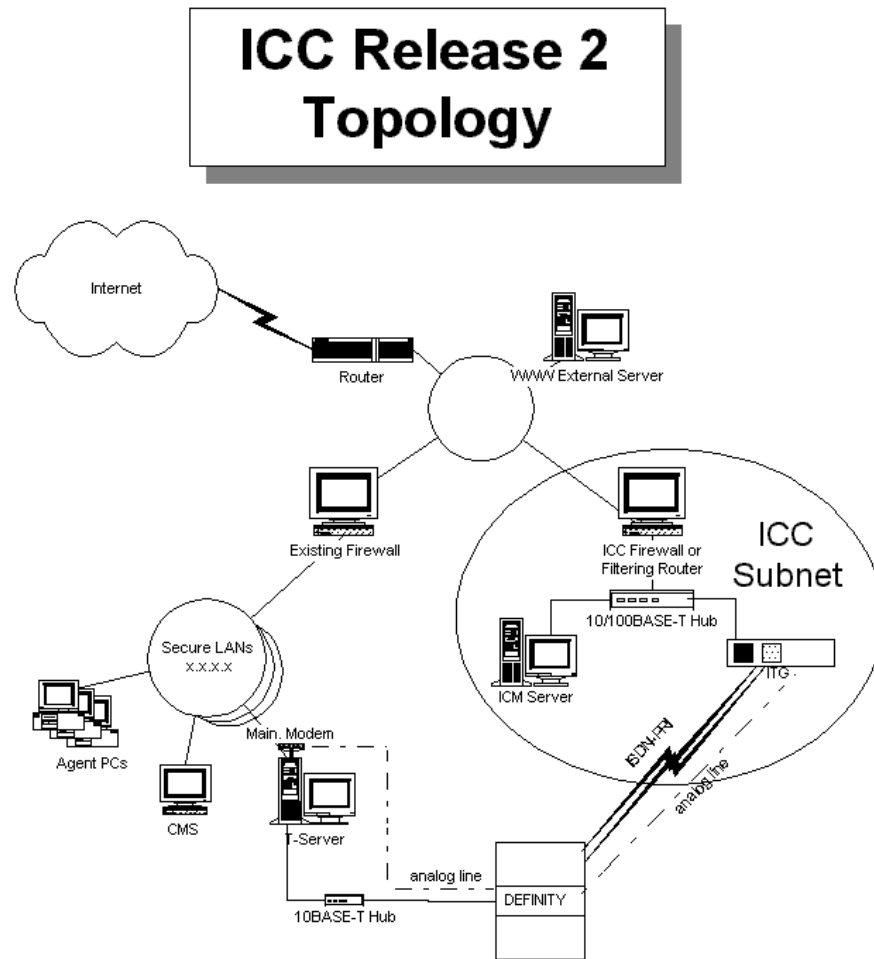 ICC Release 2
Topology
Internet
Router
WWW External Server
Existing Firewall
ICC Firewall or
Filtering Router
ICC
Subnet
10/100BASE-T Hub
Secure LANs
x.x.x.x
ICM Server
ITG
Main. Modem
Agent PCs
CMS
T-Server
ISDN-PRI
analog line
analog line
DEFINITY
10BASE-T Hub